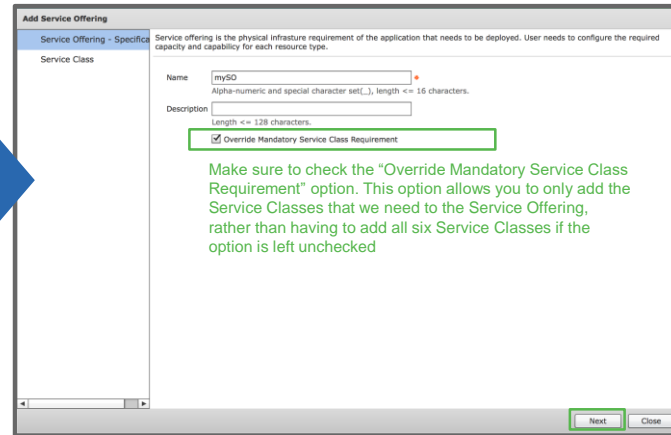 Add Service Offering
Service Offering - Specifica
Service Class
Service offering is the physical infrasture requirement of the application that needs to be deployed. User needs to configure the required
capacity and capability for each resource type.
Name
mySO
Alpha-numeric and special character set(_), length <= 16 characters.
Description
Length <= 128 characters.
Override Mandatory Service Class Requirement
Make sure to check the “Override Mandatory Service Class
Requirement” option. This option allows you to only add the
Service Classes that we need to the Service Offering,
rather than having to add all six Service Classes if the
option is left unchecked
Next
Close